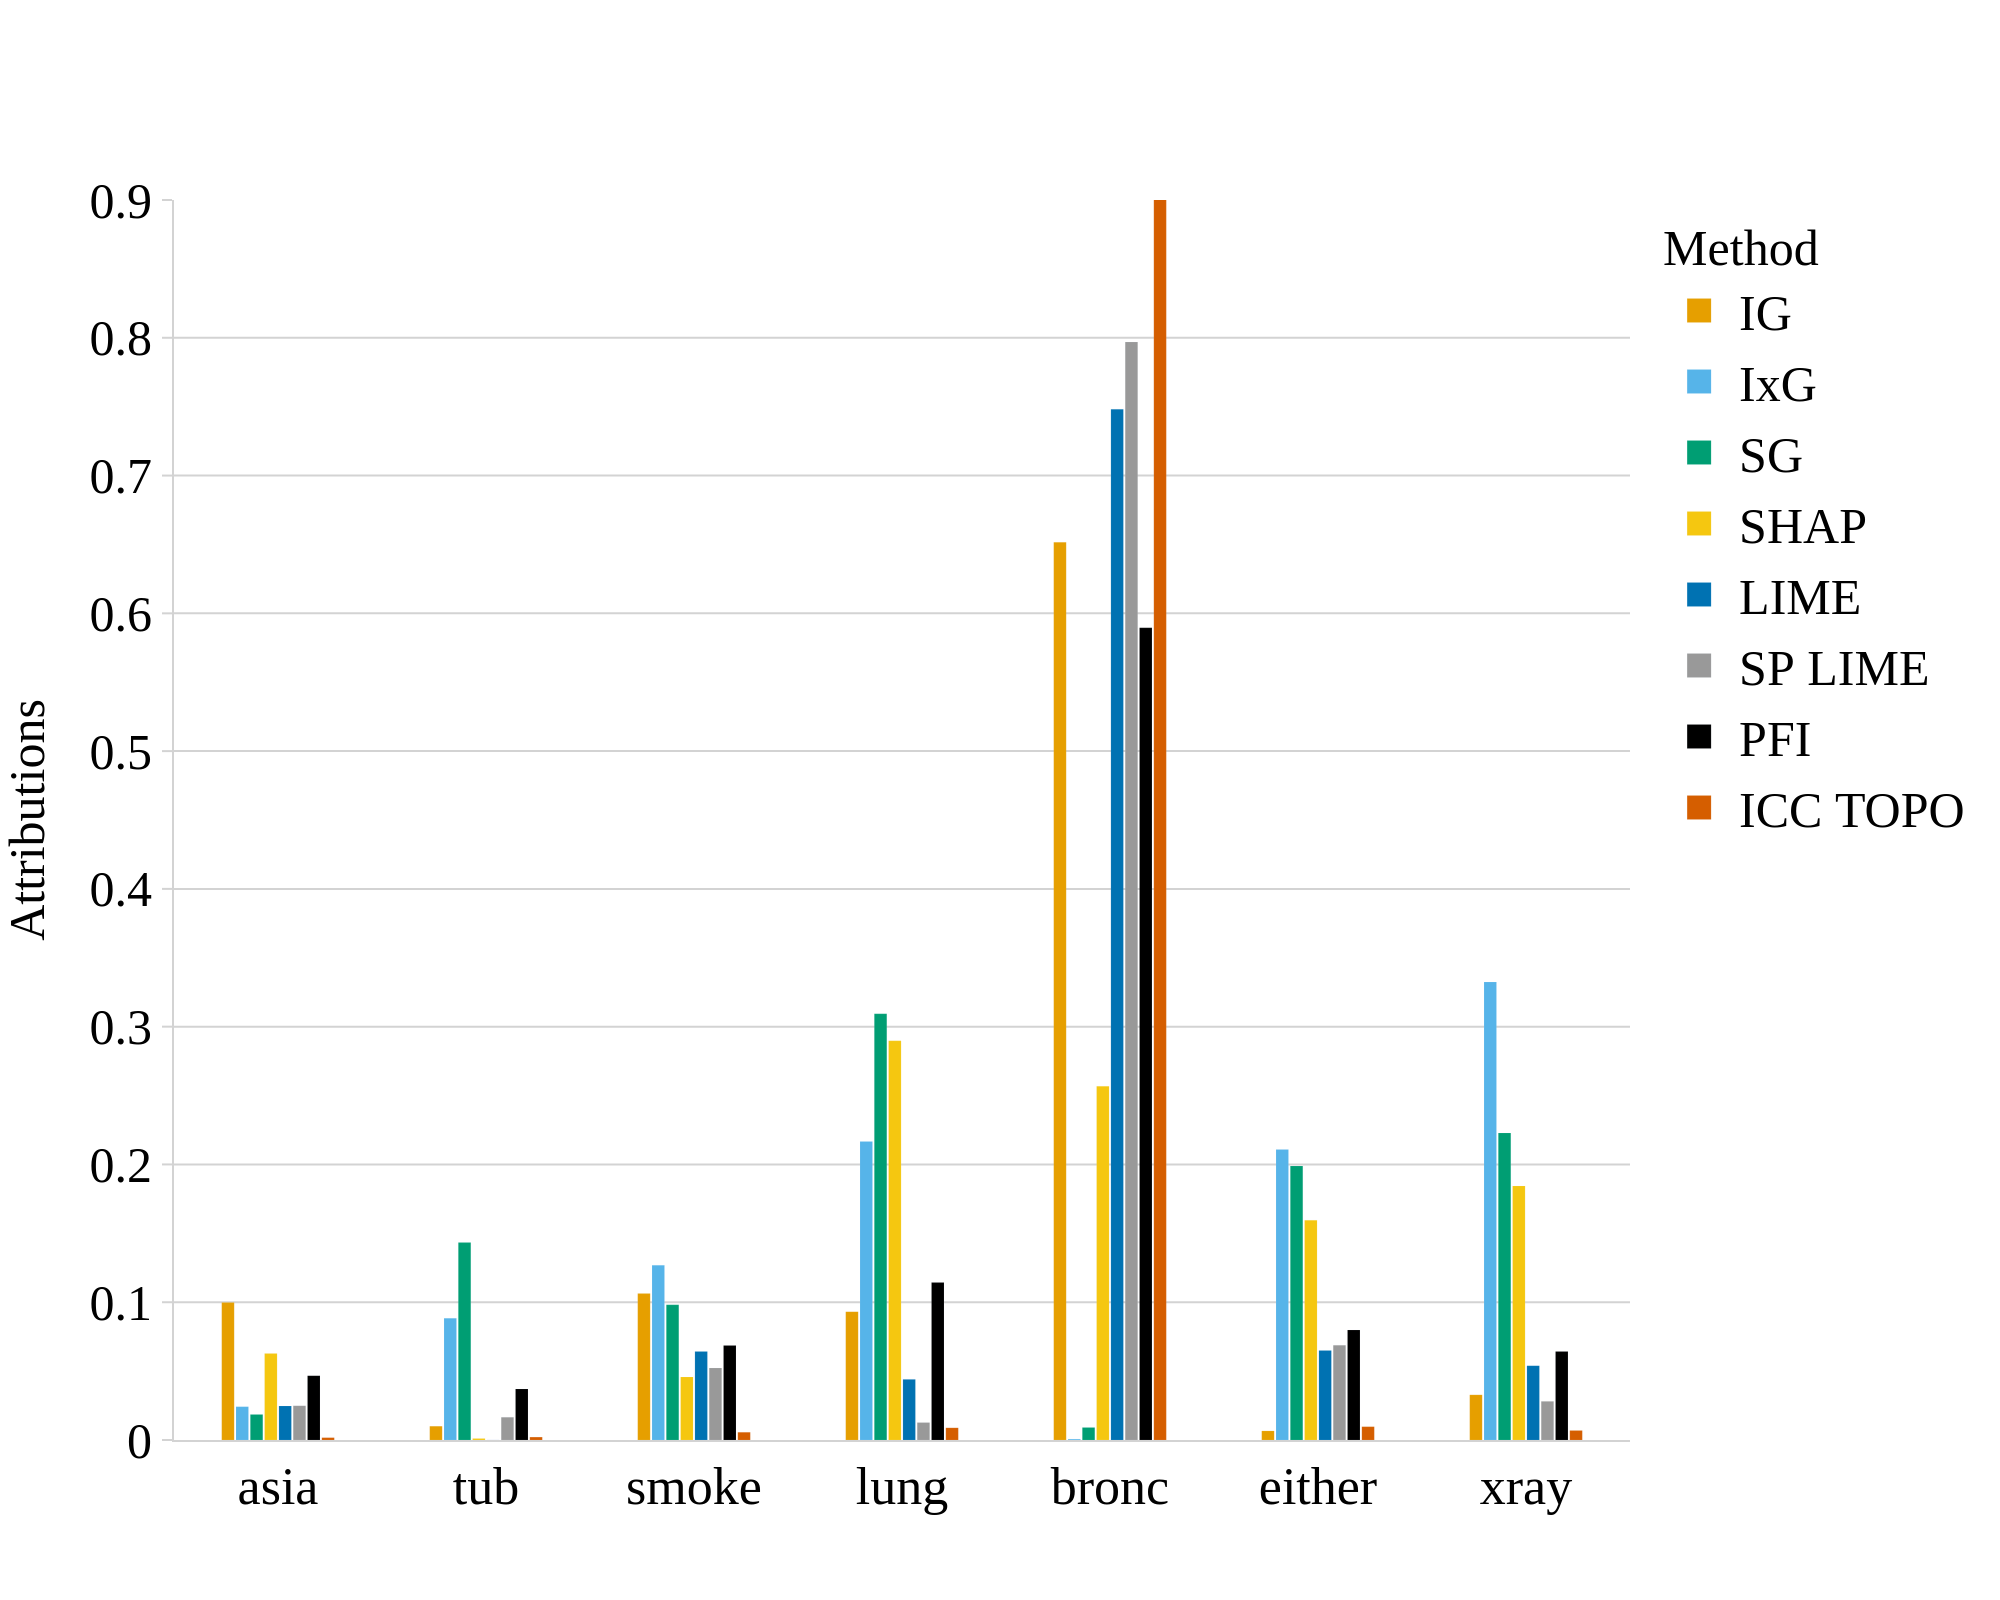 0.9
0.8
0.7
0.6
0.5
0.4
0.3
0.2
0.1
0
Attributions
asia tub smoke lung bronc either xray
Method
IG
IxG
SG
SHAP
LIME
SP LIME
PFI
ICC TOPO